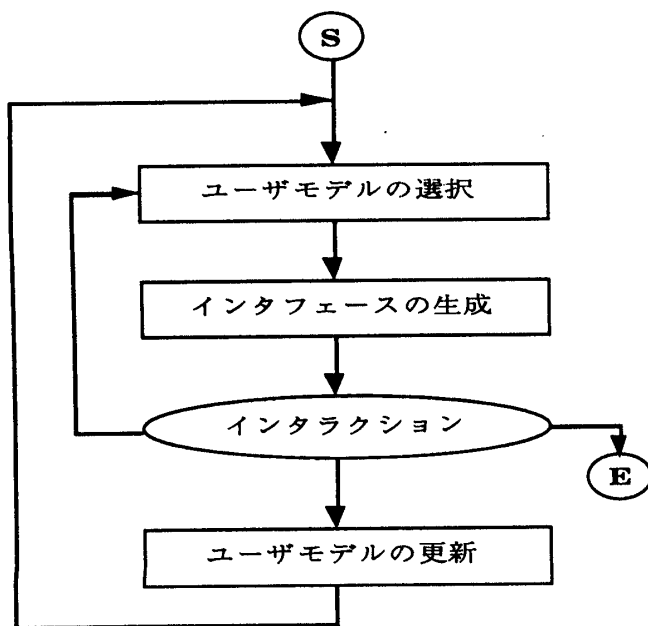 S
ユーザモデルの選択
インタフェースの生成
インタラクション
E
ユーザモデルの更新